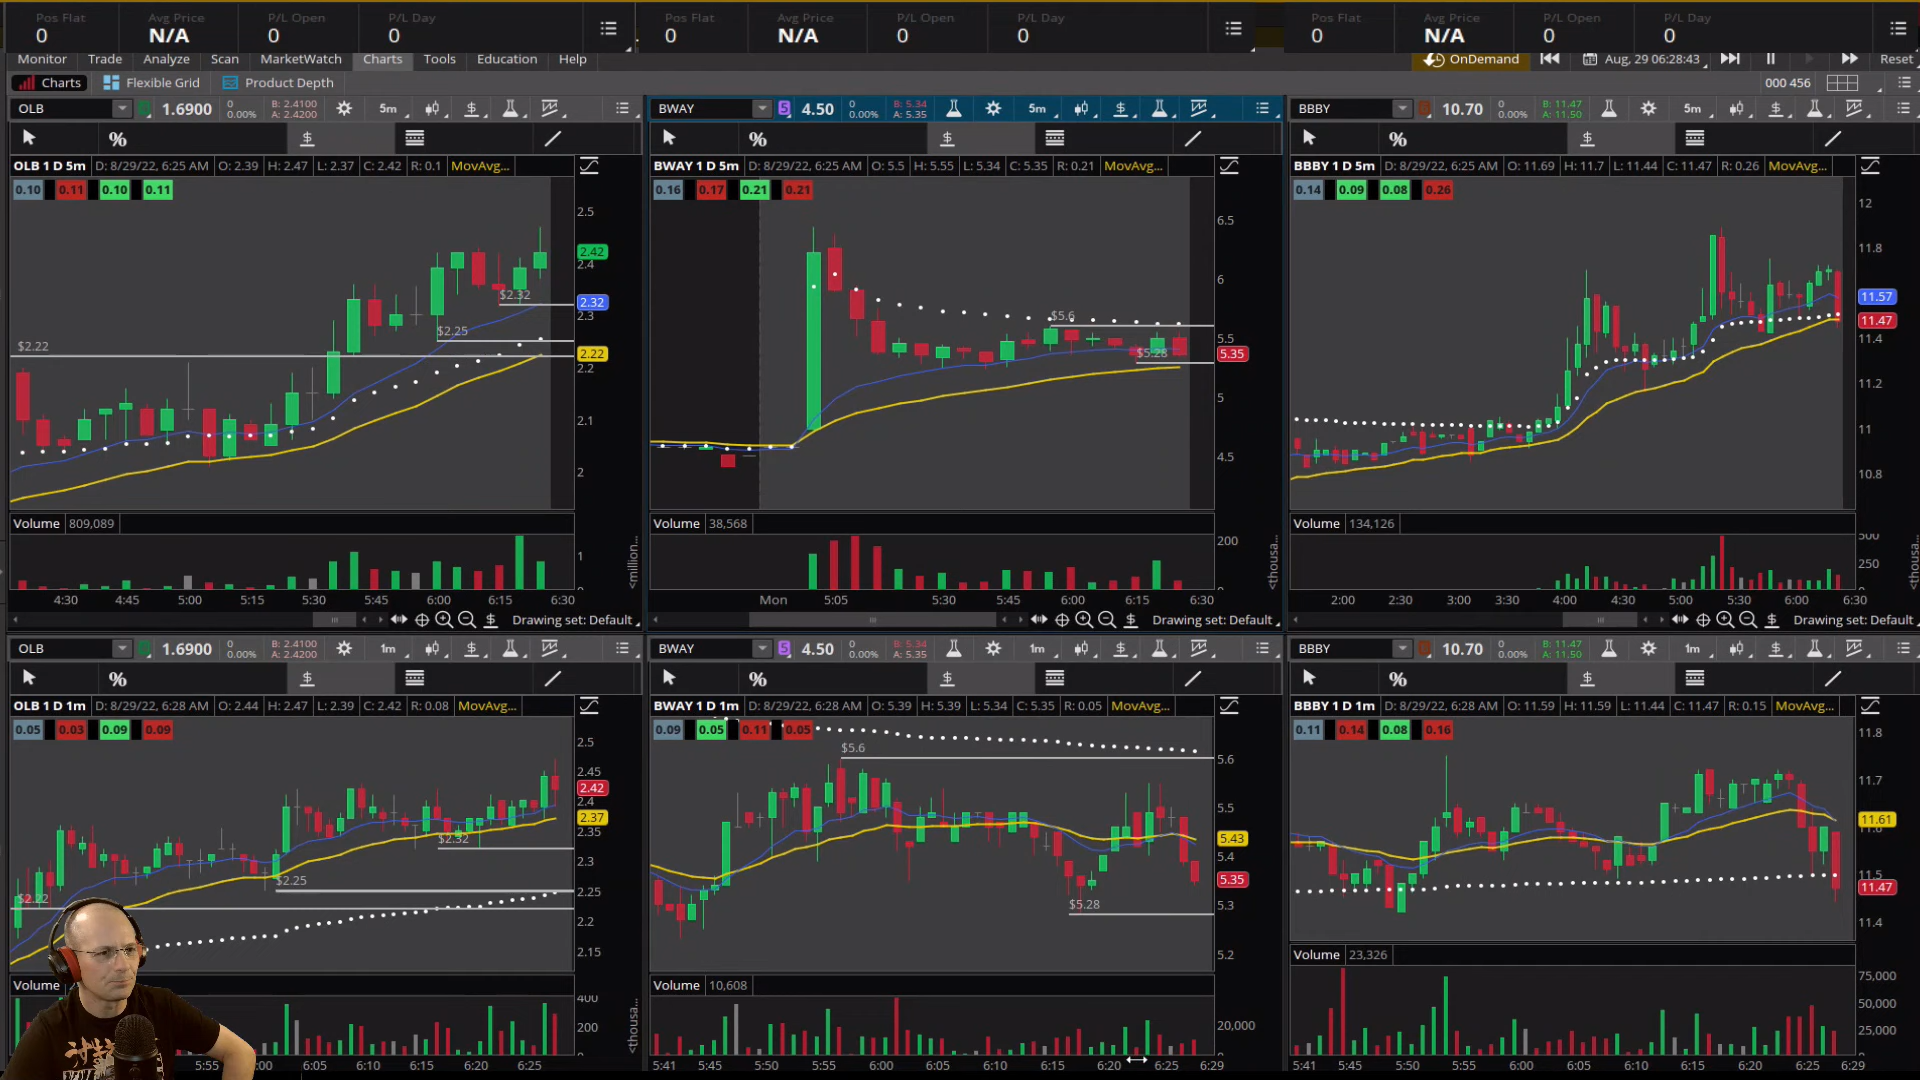 Pos Flat Avg Price P/L Open P/L Day
0 N/A 0 0
Pos Flat Avg Price P/L Open P/L Day
0 N/A 0 0
Pos Flat Avg Price P/L Open P/L Day
0 N/A 0 0
Monitor Trade Analyze Scan MarketWatch Charts Tools Education Help
OnDemand Aug, 29 06:28:43 Reset
Charts Flexible Grid Product Depth
000 456
OLB 1.6900 0 0.00% B: 2.4100 A: 2.4200 5m
OLB 1 D 5m D: 8/29/22, 6:25 AM O: 2.39 H: 2.47 L: 2.37 C: 2.42 R: 0.1 MovAvg...
0.10 0.11 0.10 0.11
2.5
2.42
2.4
$2.32
2.32
2.3
$2.25
$2.22
2.22
2.2
2.1
2
Volume 809,089
1
0
<million...
4:30 4:45 5:00 5:15 5:45 6:00 6:15 6:30
Drawing set: Default
BWAY S 4.50 0 0.00% B: 5.34 A: 5.35 5m
BWAY 1 D 5m D: 8/29/22, 6:25 AM O: 5.5 H: 5.55 L: 5.34 C: 5.35 R: 0.21 MovAvg...
0.16 0.17 0.21 0.21
6.5
6
$5.6
5.5
$5.28
5.35
5
4.5
Volume 38,568
200
0
<thousa...
Mon 5:05 5:30 5:45 6:00 6:15 6:30
Drawing set: Default
BBBY 10.70 0 0.00% B: 11.47 A: 11.50 5m
BBBY 1 D 5m D: 8/29/22, 6:25 AM O: 11.69 H: 11.7 L: 11.44 C: 11.47 R: 0.26 MovAvg...
0.14 0.09 0.08 0.26
12
11.8
11.57
11.47
11.4
11.2
11
10.8
Volume 134,126
500
250
0
<thousa...
2:00 2:30 3:00 3:30 4:00 4:30 5:00 5:30 6:00 6:30
Drawing set: Default
OLB 1.6900 0 0.00% B: 2.4100 A: 2.4200 1m
OLB 1 D 1m D: 8/29/22, 6:28 AM O: 2.44 H: 2.47 L: 2.39 C: 2.42 R: 0.08 MovAvg...
0.05 0.03 0.09 0.09
2.5
2.45
2.42
2.4
2.37
2.35
$2.32
2.3
$2.25
2.25
$2.22
2.2
2.15
Volume
400
200
<thousa...
5:55 6:05 6:10 6:15 6:20 6:25
BWAY S 4.50 0 0.00% B: 5.34 A: 5.35 1m
BWAY 1 D 1m D: 8/29/22, 6:28 AM O: 5.39 H: 5.39 L: 5.34 C: 5.35 R: 0.05 MovAvg...
0.09 0.05 0.11 0.05
$5.6
5.6
5.5
5.43
5.4
5.35
$5.28
5.3
5.2
Volume 10,608
20,000
0
5:41 5:45 5:50 5:55 6:00 6:06 6:10 6:15 6:20 6:25 6:29
BBBY 10.70 0 0.00% B: 11.47 A: 11.50 1m
BBBY 1 D 1m D: 8/29/22, 6:28 AM O: 11.59 H: 11.59 L: 11.44 C: 11.47 R: 0.15 MovAvg...
0.11 0.14 0.08 0.16
11.8
11.7
11.61
11.6
11.5
11.47
11.4
Volume 23,326
75,000
50,000
25,000
0
5:41 5:45 5:50 5:55 6:00 6:05 6:10 6:15 6:20 6:25 6:29